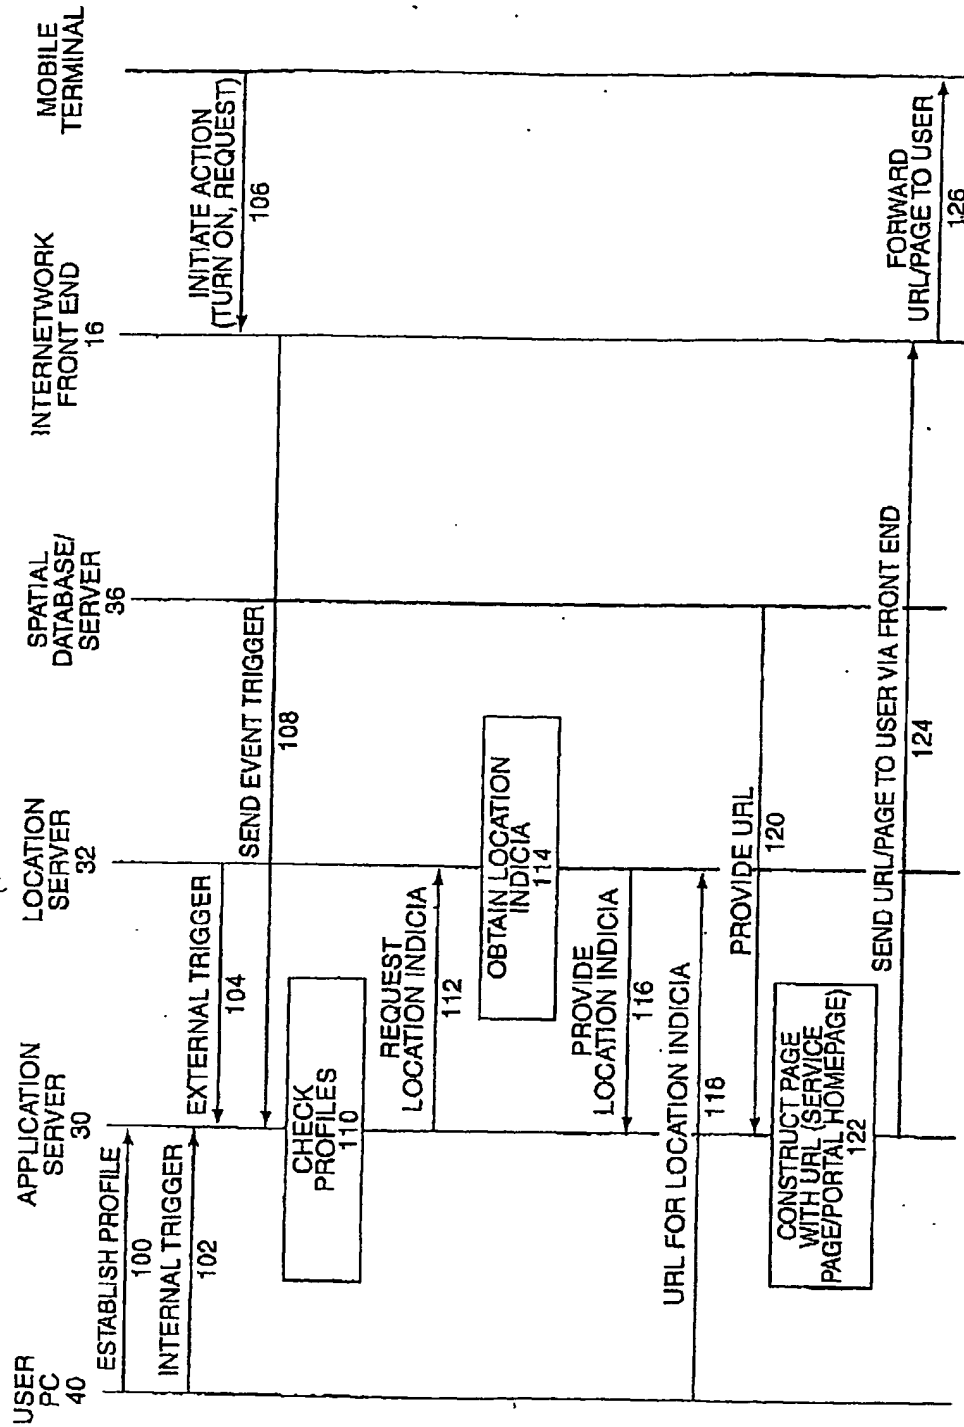 USER
PC
40
APPLICATION
SERVER
30
LOCATION
SERVER
32
SPATIAL
DATABASE/
SERVER
36
INTERNETWORK
FRONT END
16
MOBILE
TERMINAL
ESTABLISH PROFILE
100
INTERNAL TRIGGER
102
EXTERNAL TRIGGER
104
INITIATE ACTION
(TURN ON, REQUEST)
106
SEND EVENT TRIGGER
108
CHECK
PROFILES
110
REQUEST
LOCATION INDICIA
112
OBTAIN LOCATION
INDICIA
114
PROVIDE
LOCATION INDICIA
116
URL FOR LOCATION INDICIA
118
PROVIDE URL
120
CONSTRUCT PAGE
WITH URL (SERVICE
PAGE/PORTAL HOMEPAGE)
122
SEND URL/PAGE TO USER VIA FRONT END
124
FORWARD
URL/PAGE TO USER
126